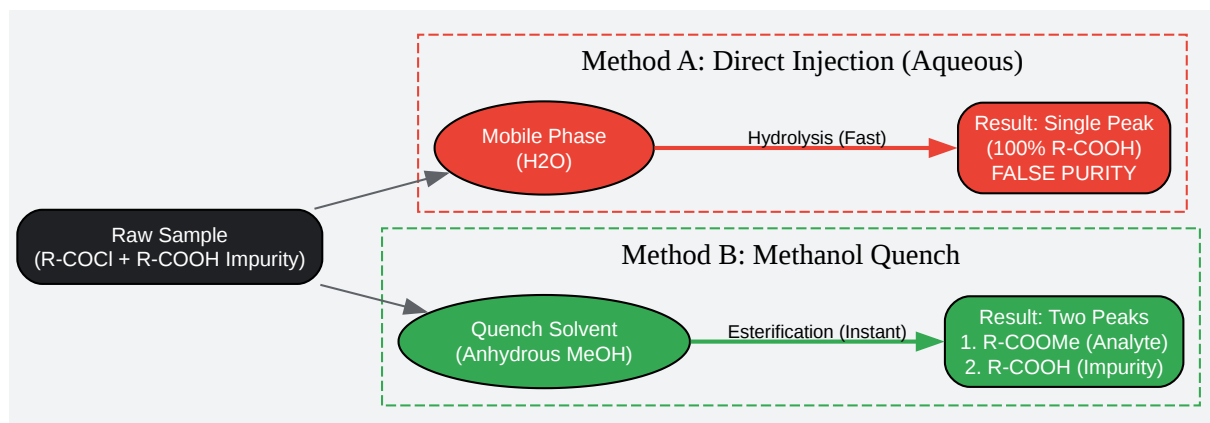 Method A: Direct Injection (Aqueous)
Mobile Phase
(H2O)
Hydrolysis (Fast)
Result: Single Peak
(100% R-COOH)
FALSE PURITY
Raw Sample
(R-COCl + R-COOH Impurity)
Method B: Methanol Quench
Quench Solvent
(Anhydrous MeOH)
Esterification (Instant)
Result: Two Peaks
1. R-COOMe (Analyte)
2. R-COOH (Impurity)